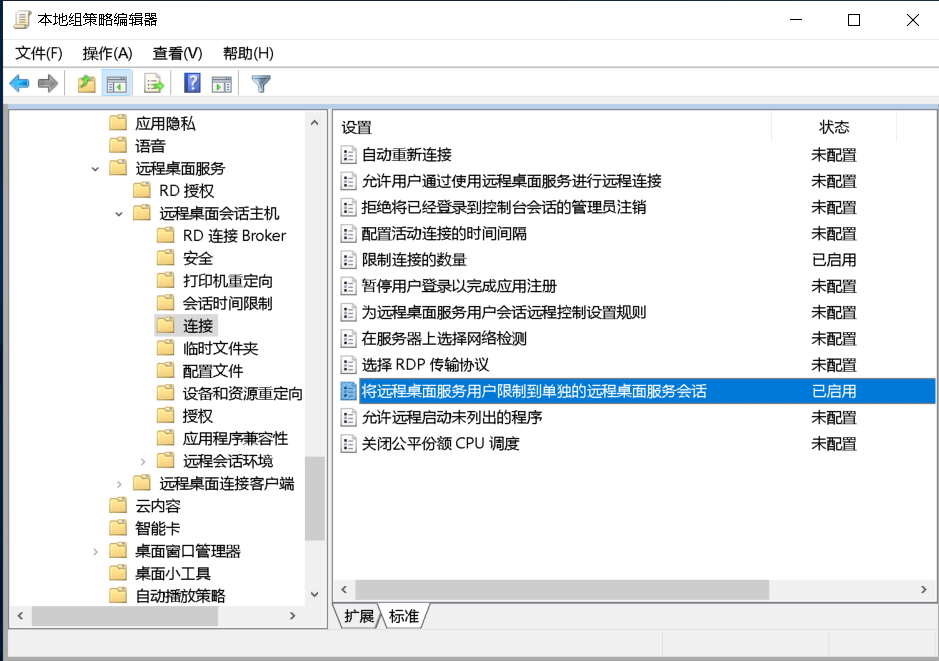 本地组策略编辑器
文件(F) 操作(A) 查看(V) 帮助(H)
应用隐私
语音
远程桌面服务
RD 授权
远程桌面会话主机
RD 连接 Broker
安全
打印机重定向
会话时间限制
连接
临时文件夹
配置文件
设备和资源重定向
授权
应用程序兼容性
远程会话环境
远程桌面连接客户端
云内容
智能卡
桌面窗口管理器
桌面小工具
自动播放策略
设置 状态
自动重新连接 未配置
允许用户通过使用远程桌面服务进行远程连接 未配置
拒绝将已经登录到控制台会话的管理员注销 未配置
配置活动连接的时间间隔 未配置
限制连接的数量 已启用
暂停用户登录以完成应用注册 未配置
为远程桌面服务用户会话远程控制设置规则 未配置
在服务器上选择网络检测 未配置
选择 RDP 传输协议 未配置
将远程桌面服务用户限制到单独的远程桌面服务会话 已启用
允许远程启动未列出的程序 未配置
关闭公平份额 CPU 调度 未配置
扩展 标准